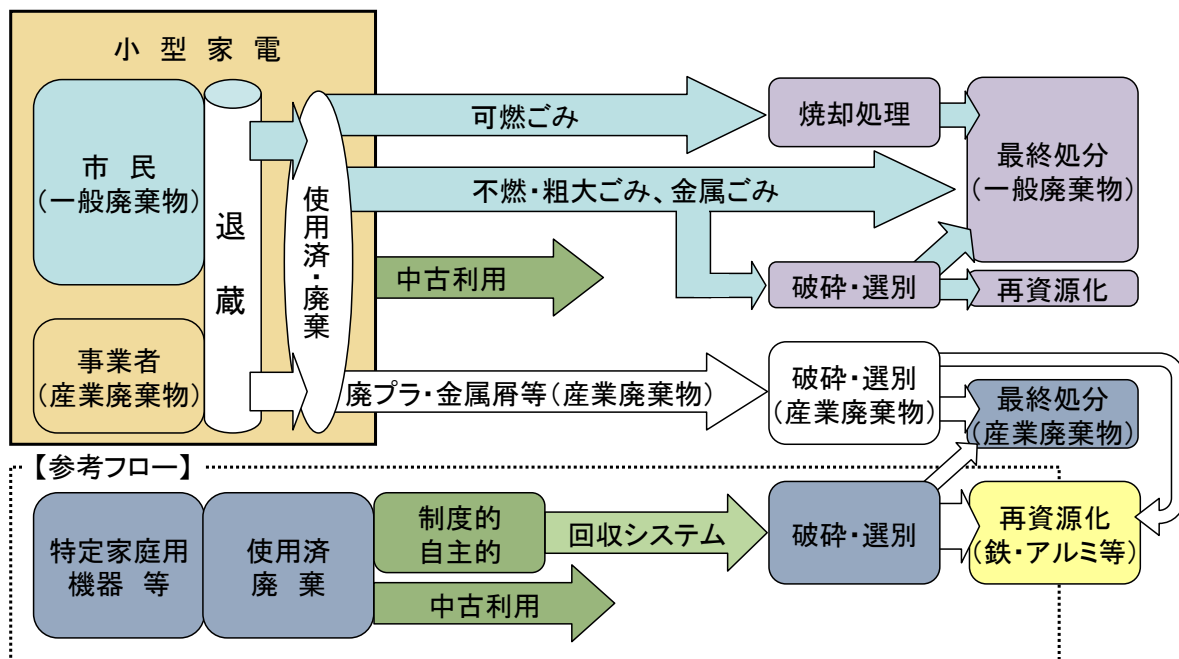 小 型 家 電
市 民
(一般廃棄物)
退
蔵
使用済・廃棄
可燃ごみ
焼却処理
最終処分
(一般廃棄物)
不燃・粗大ごみ、金属ごみ
中古利用
破砕・選別
再資源化
事業者
(産業廃棄物)
廃プラ・金属屑等(産業廃棄物)
破砕・選別
(産業廃棄物)
最終処分
(産業廃棄物)
【参考フロー】
特定家庭用
機器 等
使用済
廃 棄
制度的
自主的
回収システム
中古利用
破砕・選別
再資源化
(鉄・アルミ等)